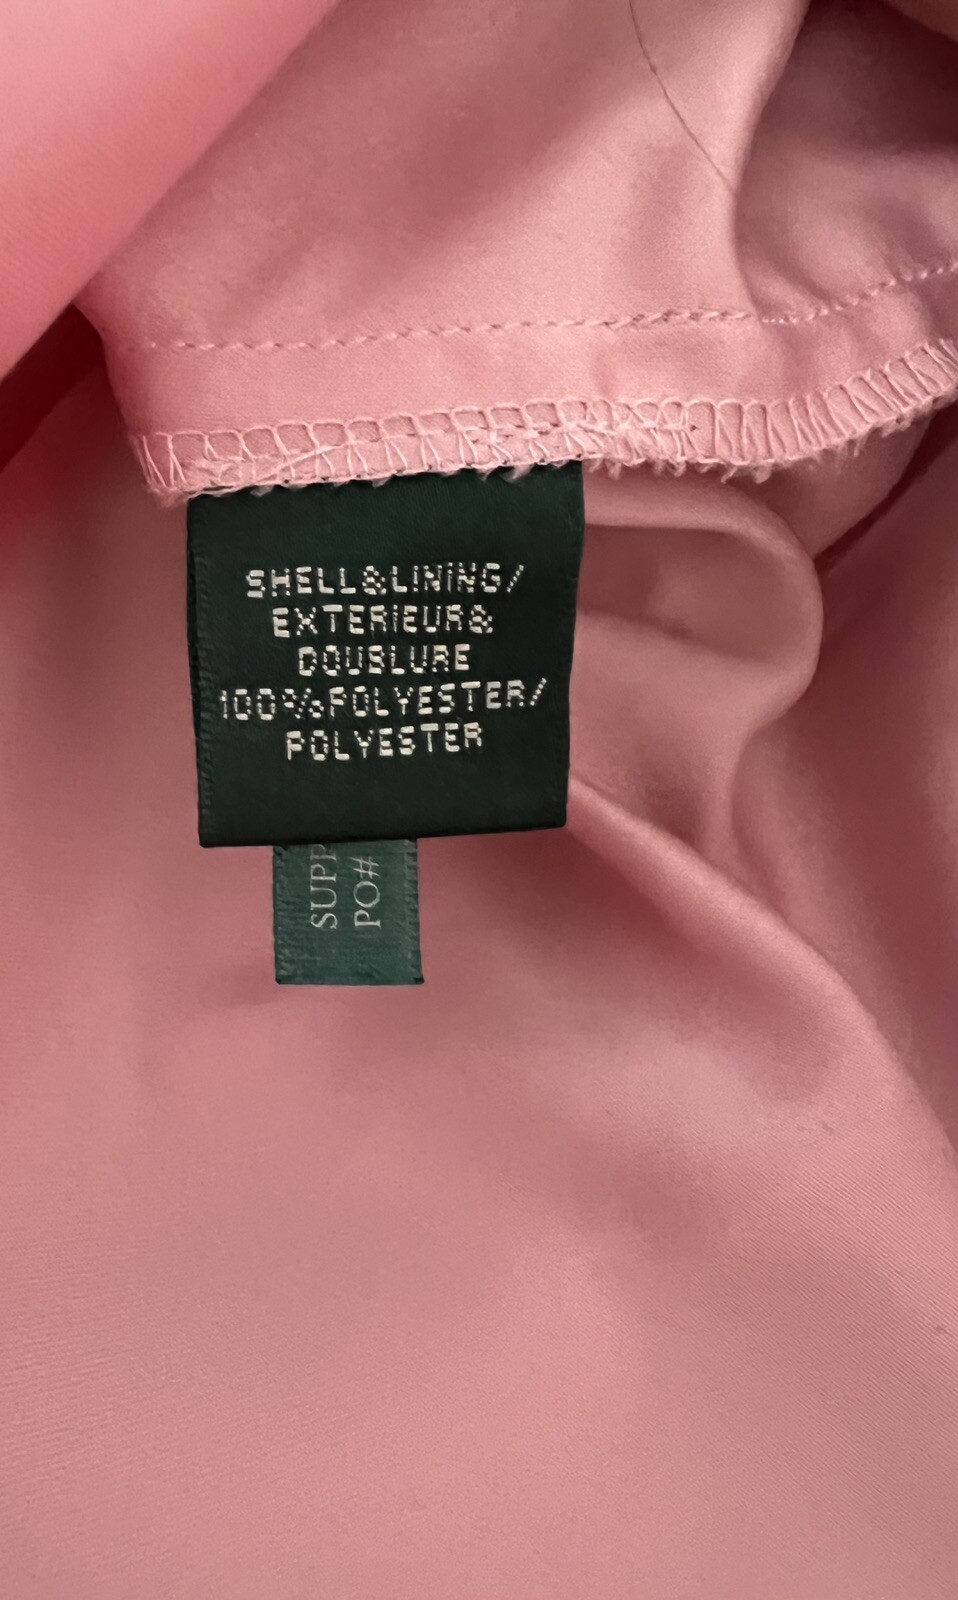 SHELL&LINING/
EXTERIEUR&
DOUBLURE
100%POLYESTER/
POLYESTER
SUPP
PO#